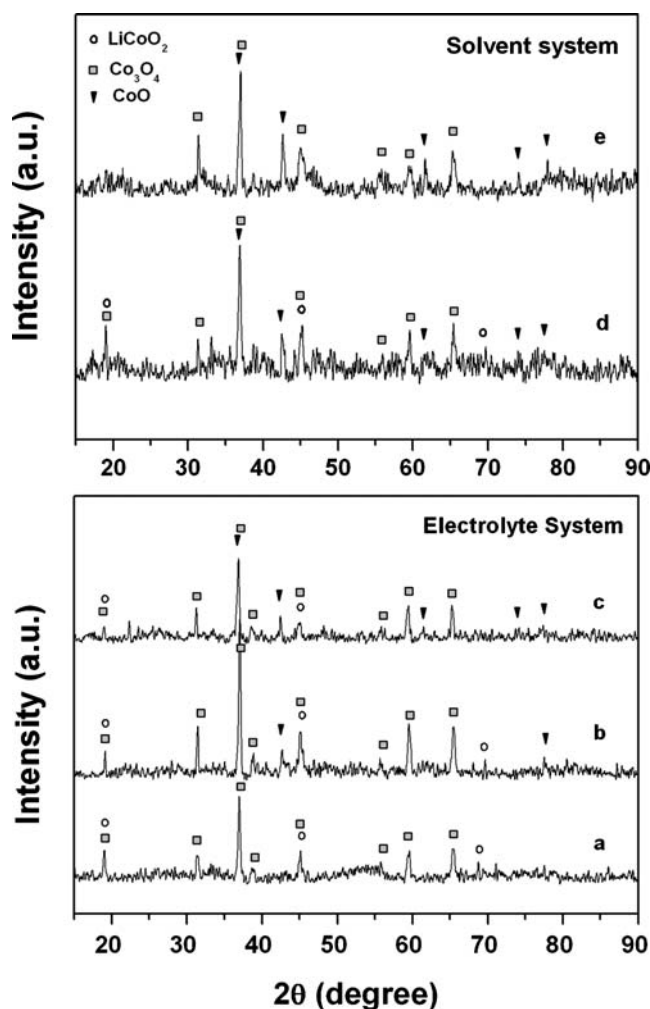 LiCoO₂
Co₃O₄
CoO
Solvent system
e
d
Intensity (a.u.)
20 30 40 50 60 70 80 90
Electrolyte System
c
b
a
Intensity (a.u.)
20 30 40 50 60 70 80 90
2θ (degree)